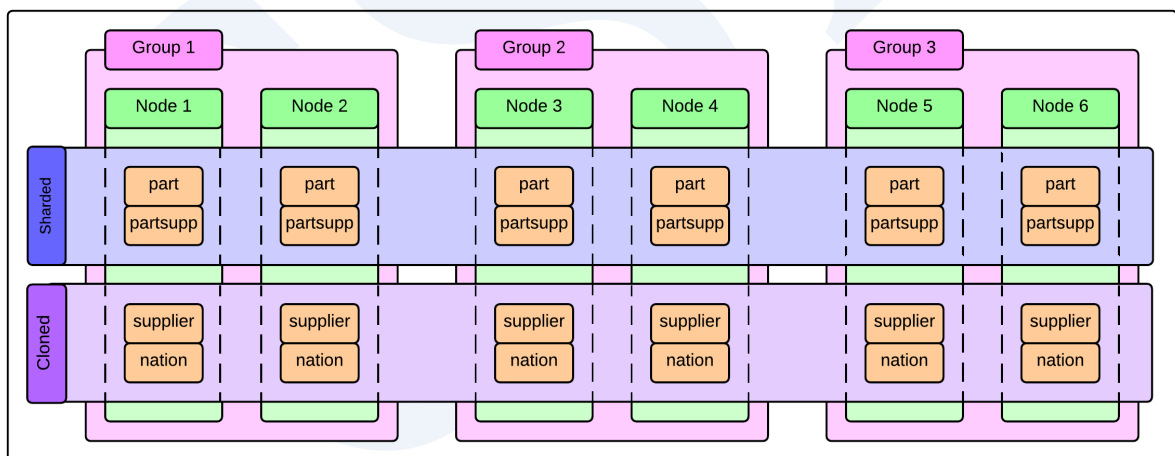 Group 1 Group 2 Group 3
Node 1 Node 2 Node 3 Node 4 Node 5 Node 6
Sharded
part part part part part part
partsupp partsupp partsupp partsupp partsupp partsupp
Cloned
supplier supplier supplier supplier supplier supplier
nation nation nation nation nation nation